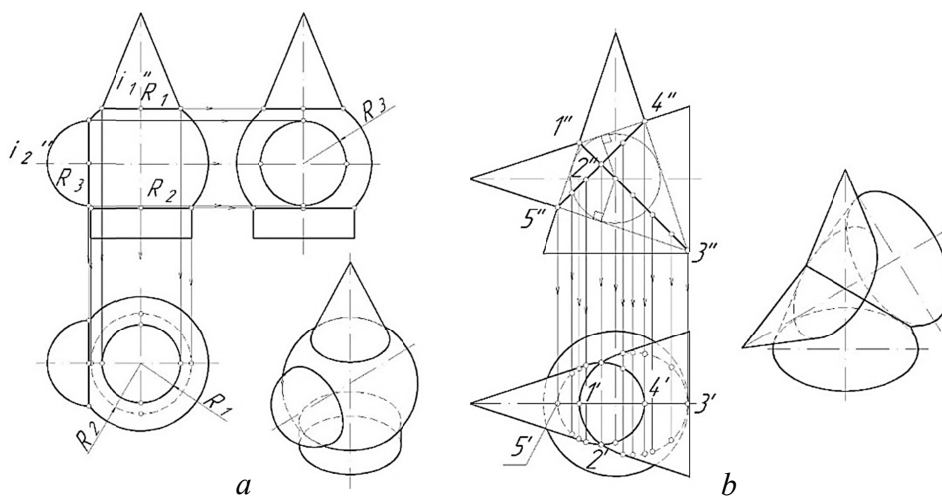 i₁"
R₁
R₃
i₂"
R₃
R₂
R₂
R₁
a
1"
4"
2"
5"
3"
1'
4'
3'
5'
2'
b